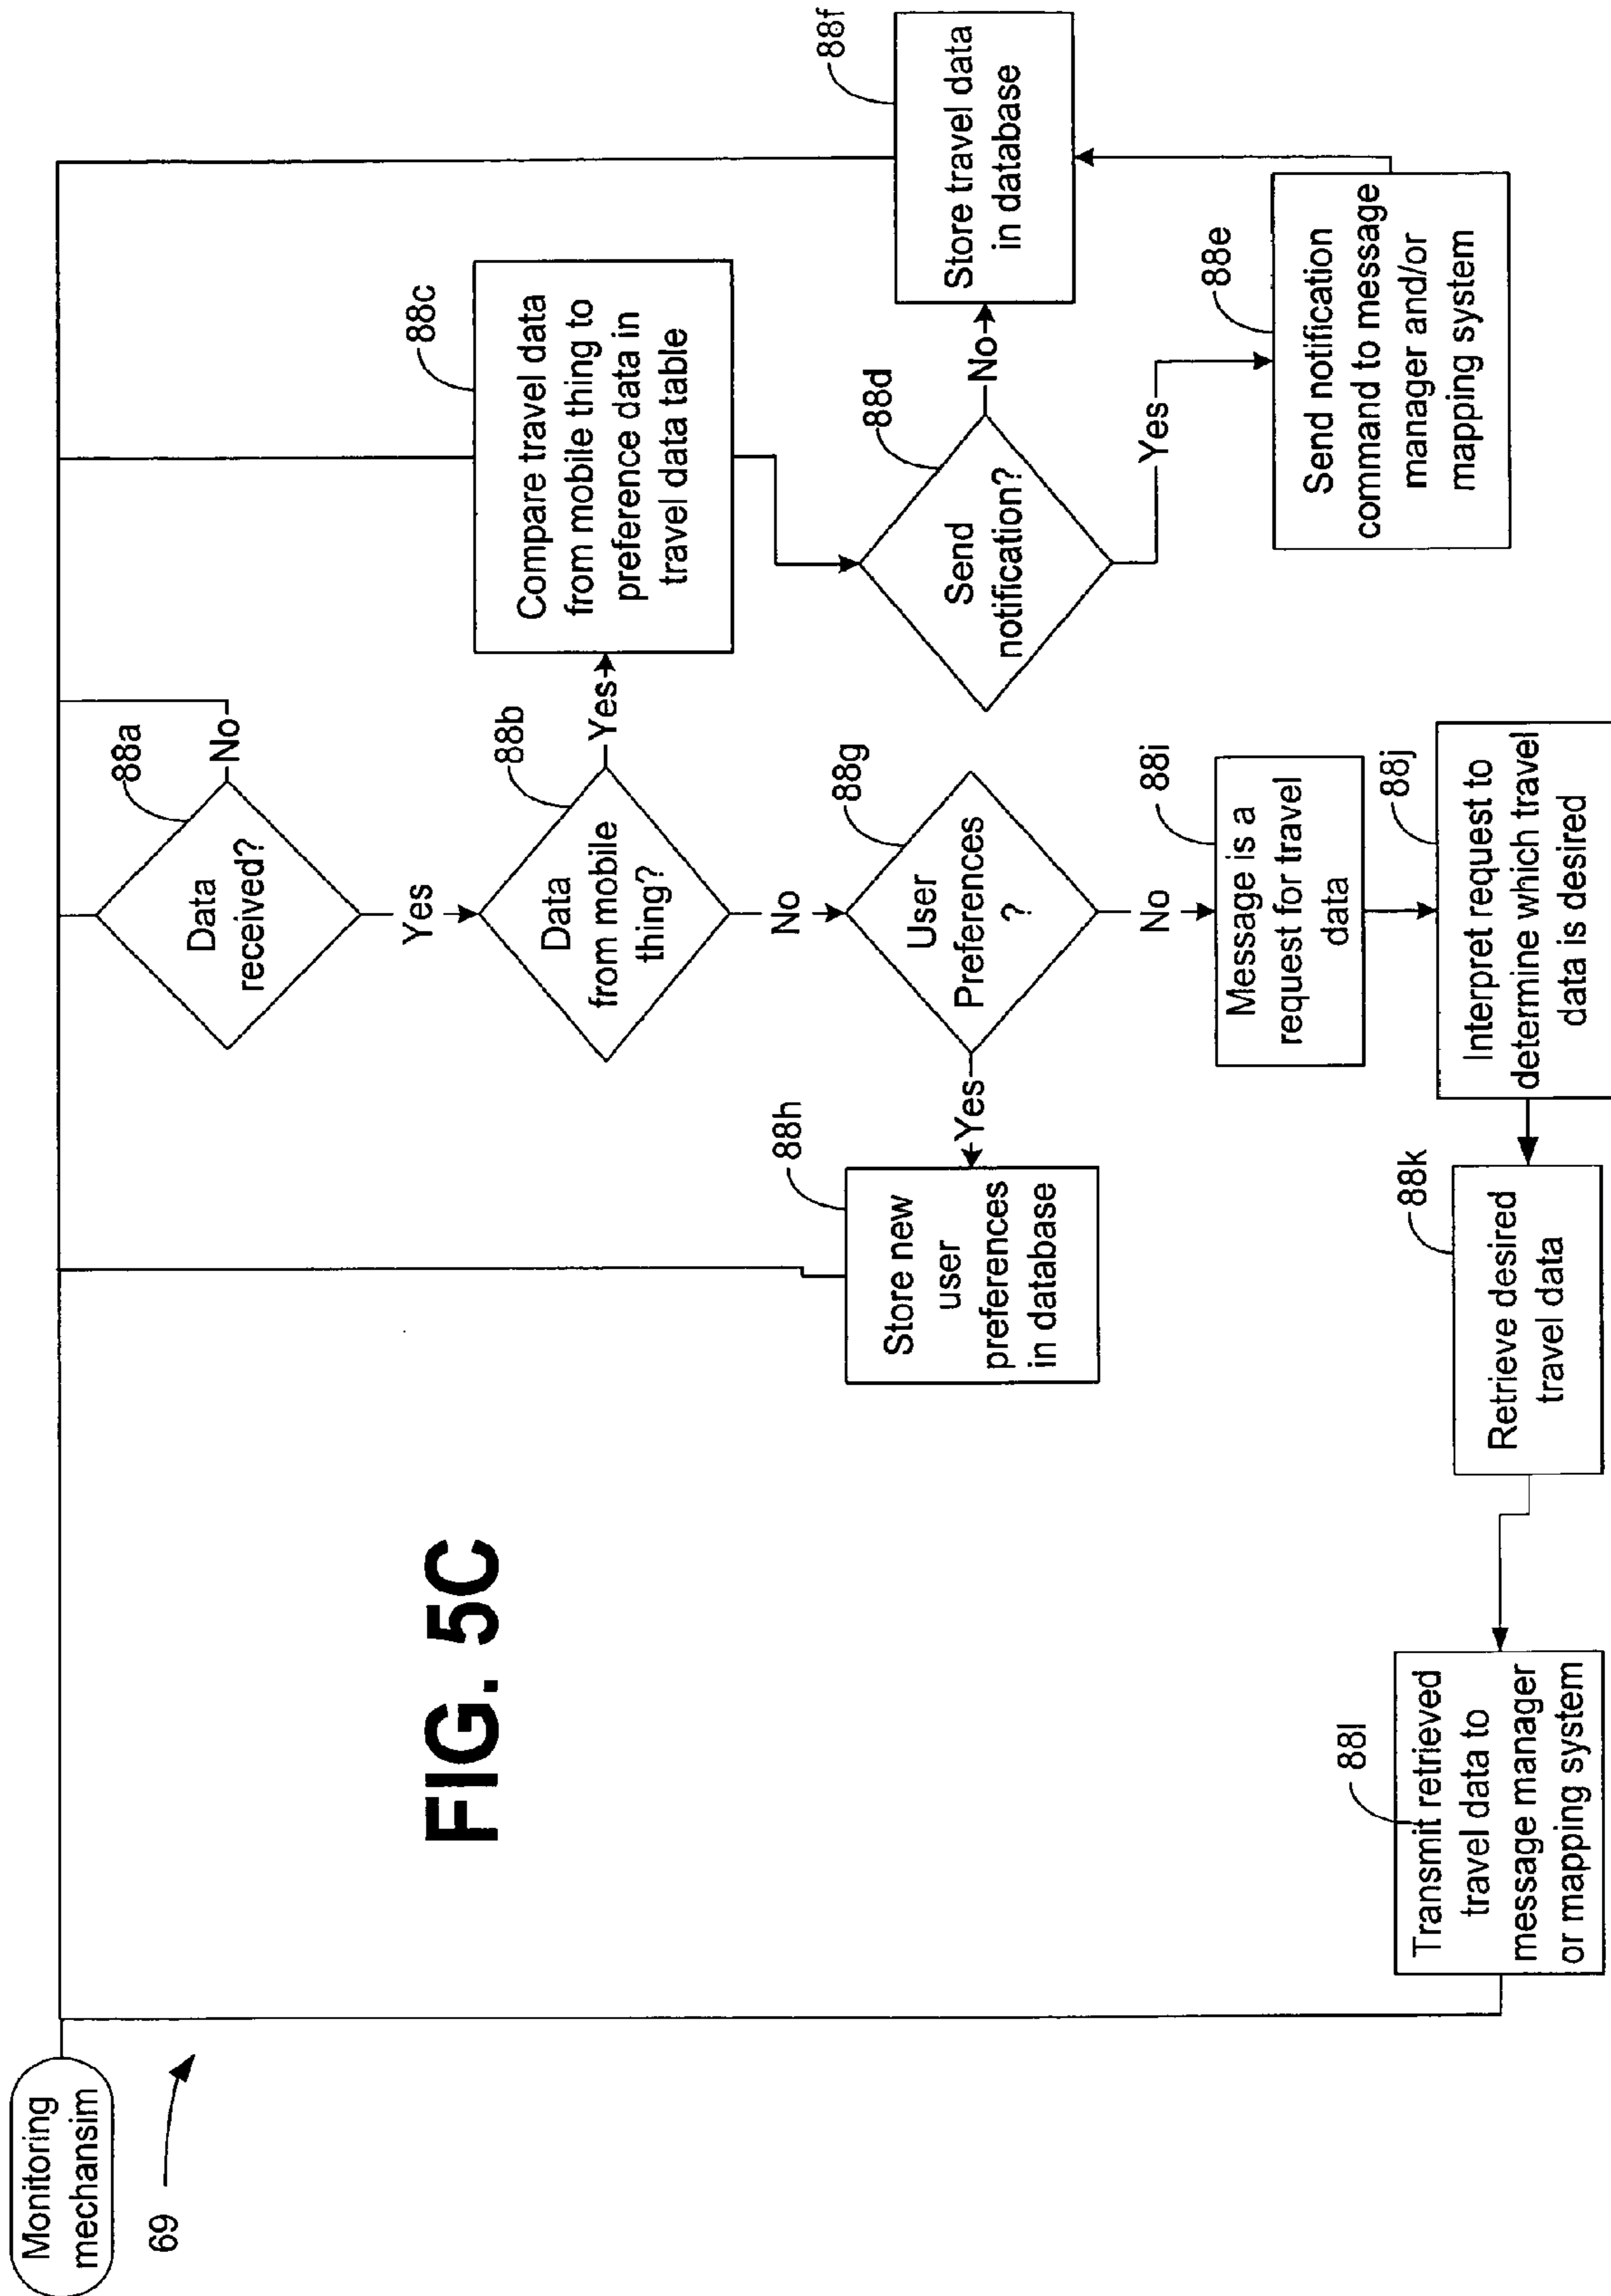 Monitoring
mechansim
69
FIG. 5C
88a
Data
received?
No
Yes
88b
Data
from mobile
thing?
Yes
No
88c
Compare travel data
from mobile thing to
preference data in
travel data table
88d
Send
notification?
No
Yes
88f
Store travel data
in database
88e
Send notification
command to message
manager and/or
mapping system
88g
User
Preferences
?
Yes
No
88h
Store new
user
preferences
in database
88i
Message is a
request for travel
data
88j
Interpret request to
determine which travel
data is desired
88k
Retrieve desired
travel data
88l
Transmit retrieved
travel data to
message manager
or mapping system